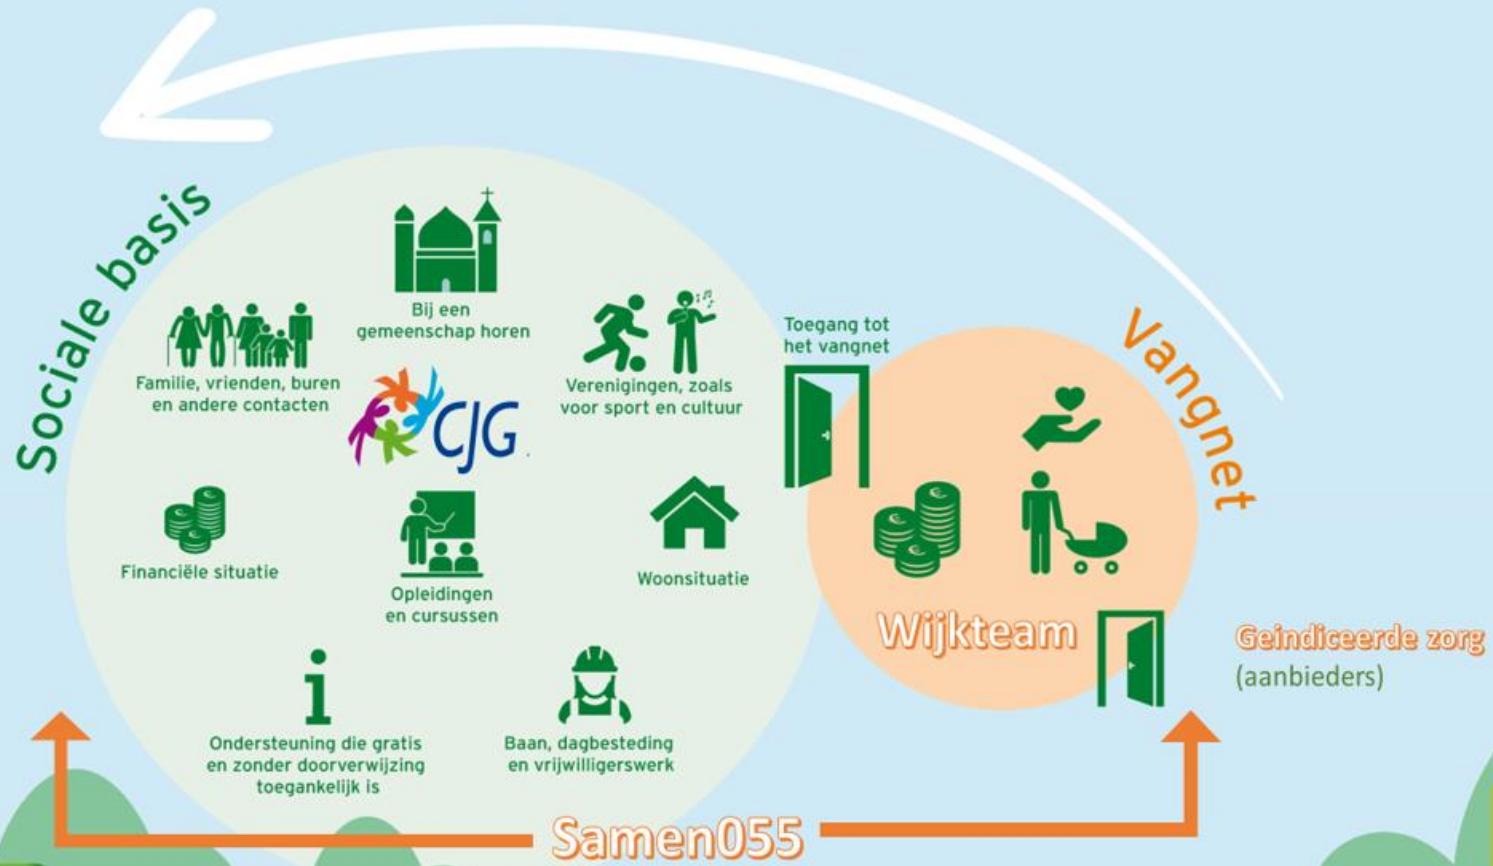 Sociale basis
Bij een
gemeenschap horen
Familie, vrienden, buren
en andere contacten
CJG
Verenigingen, zoals
voor sport en cultuur
Toegang tot
het vangnet
Vangnet
Financiële situatie
Opleidingen
en cursussen
Woonsituatie
Wijkteam
Geindiceerde zorg
(aanbieders)
Ondersteuning die gratis
en zonder doorverwijzing
toegankelijk is
Baan, dagbesteding
en vrijwilligerswerk
Samen055